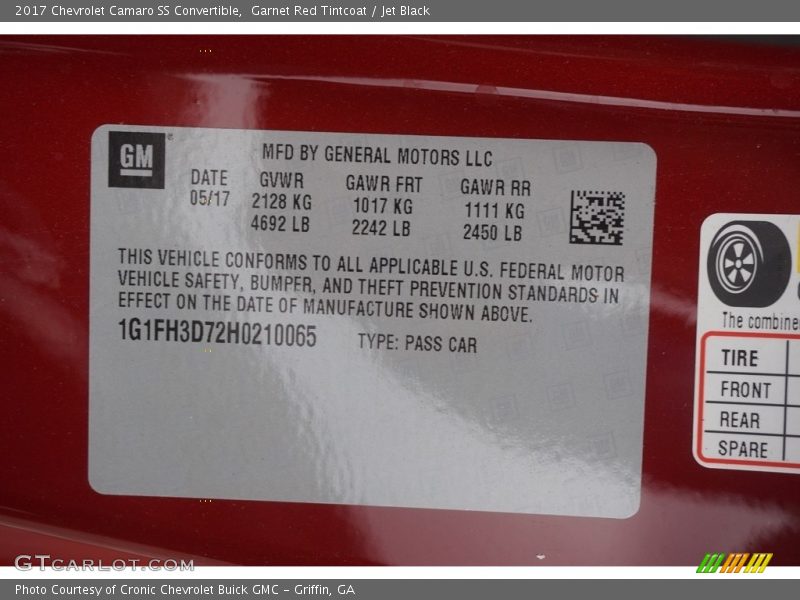 2017 Chevrolet Camaro SS Convertible,  Garnet Red Tintcoat / Jet Black
GM
MFD BY GENERAL MOTORS LLC
DATE GVWR GAWR FRT GAWR RR
05/17 2128 KG 1017 KG 1111 KG
4692 LB 2242 LB 2450 LB
THIS VEHICLE CONFORMS TO ALL APPLICABLE U.S. FEDERAL MOTOR
VEHICLE SAFETY, BUMPER, AND THEFT PREVENTION STANDARDS IN
EFFECT ON THE DATE OF MANUFACTURE SHOWN ABOVE.
1G1FH3D72H0210065 TYPE: PASS CAR
The combine
TIRE
FRONT
REAR
SPARE
GTcarlot.com
Photo Courtesy of Cronic Chevrolet Buick GMC – Griffin, GA